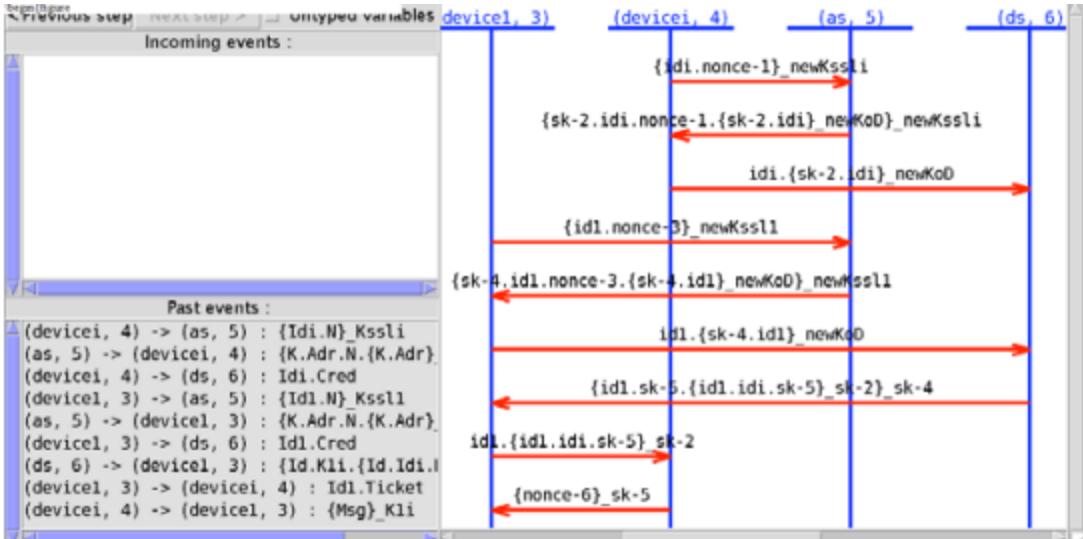 < Previous step
Next step >
Untyped variables
Incoming events :
Past events :
(devicei, 4) -> (as, 5) : {Idi.N}_Kssli
(as, 5) -> (devicei, 4) : {K.Adr.N.{K.Adr}_
(devicei, 4) -> (ds, 6) : Idi.Cred
(device1, 3) -> (as, 5) : {Id1.N}_Kssl1
(as, 5) -> (device1, 3) : {K.Adr.N.{K.Adr}_
(device1, 3) -> (ds, 6) : Id1.Cred
(ds, 6) -> (device1, 3) : {Id.K1i.{Id.Idi.
(device1, 3) -> (devicei, 4) : Id1.Ticket
(devicei, 4) -> (device1, 3) : {Msg}_K1i
device1, 3)
(devicei, 4)
(as, 5)
(ds, 6)
{idi.nonce-1}_newKssli
{sk-2.idi.nonce-1.{sk-2.idi}_newKoD}_newKssli
idi.{sk-2.idi}_newKoD
{id1.nonce-3}_newKssl1
{sk-4.id1.nonce-3.{sk-4.id1}_newKoD}_newKssl1
id1.{sk-4.id1}_newKoD
{id1.sk-5.{id1.idi.sk-5}_sk-2}_sk-4
id1.{id1.idi.sk-5}_sk-2
{nonce-6}_sk-5